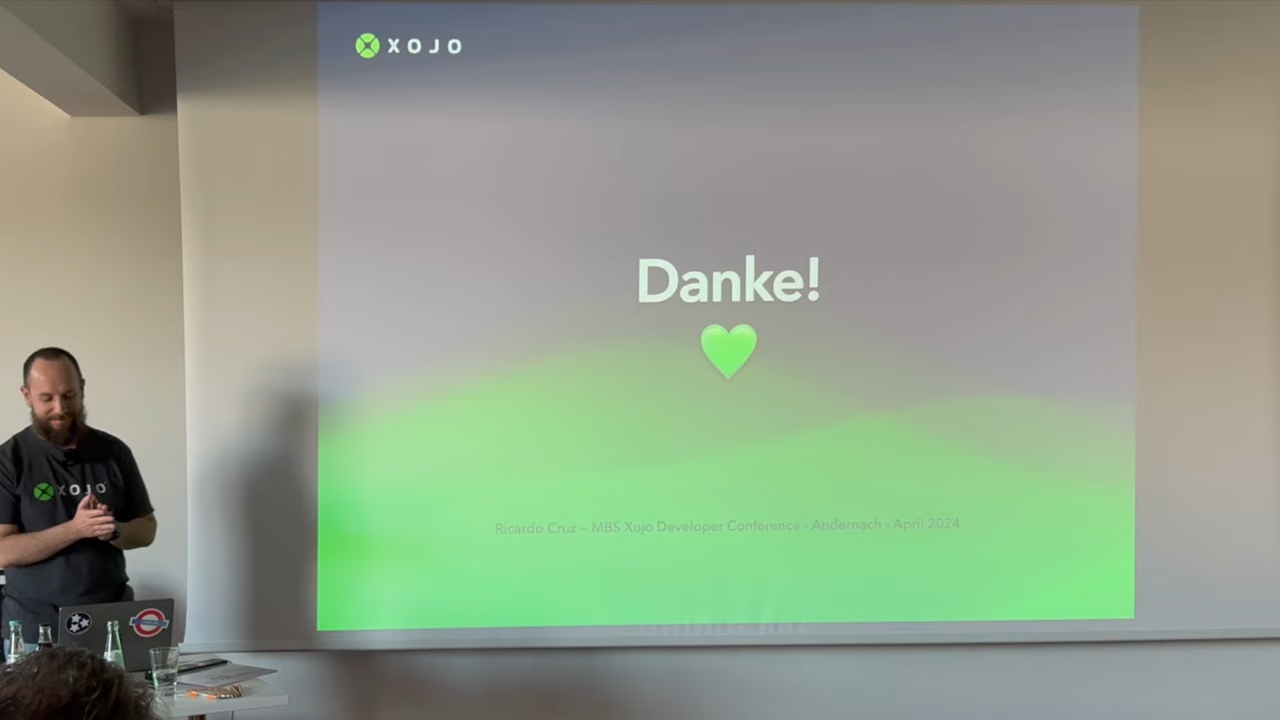 XOJO
Danke!
Ricardo Cruz – MBS Xojo Developer Conference - Andernach - April 2024
XOJO